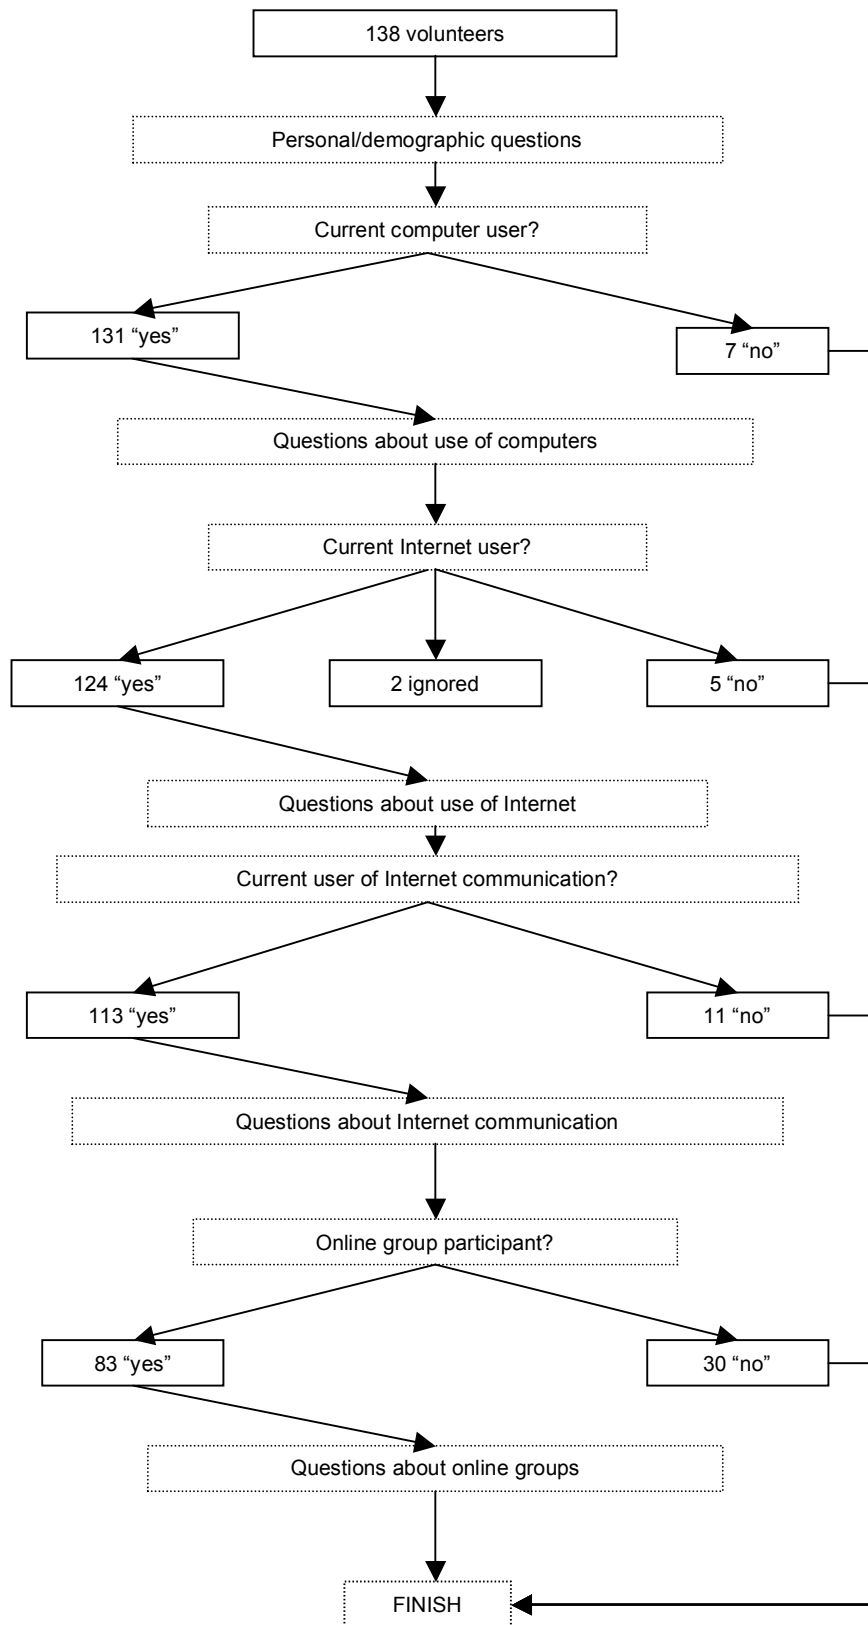 138 volunteers
Personal/demographic questions
Current computer user?
131 “yes”
7 “no”
Questions about use of computers
Current Internet user?
124 “yes”
2 ignored
5 “no”
Questions about use of Internet
Current user of Internet communication?
113 “yes”
11 “no”
Questions about Internet communication
Online group participant?
83 “yes”
30 “no”
Questions about online groups
FINISH